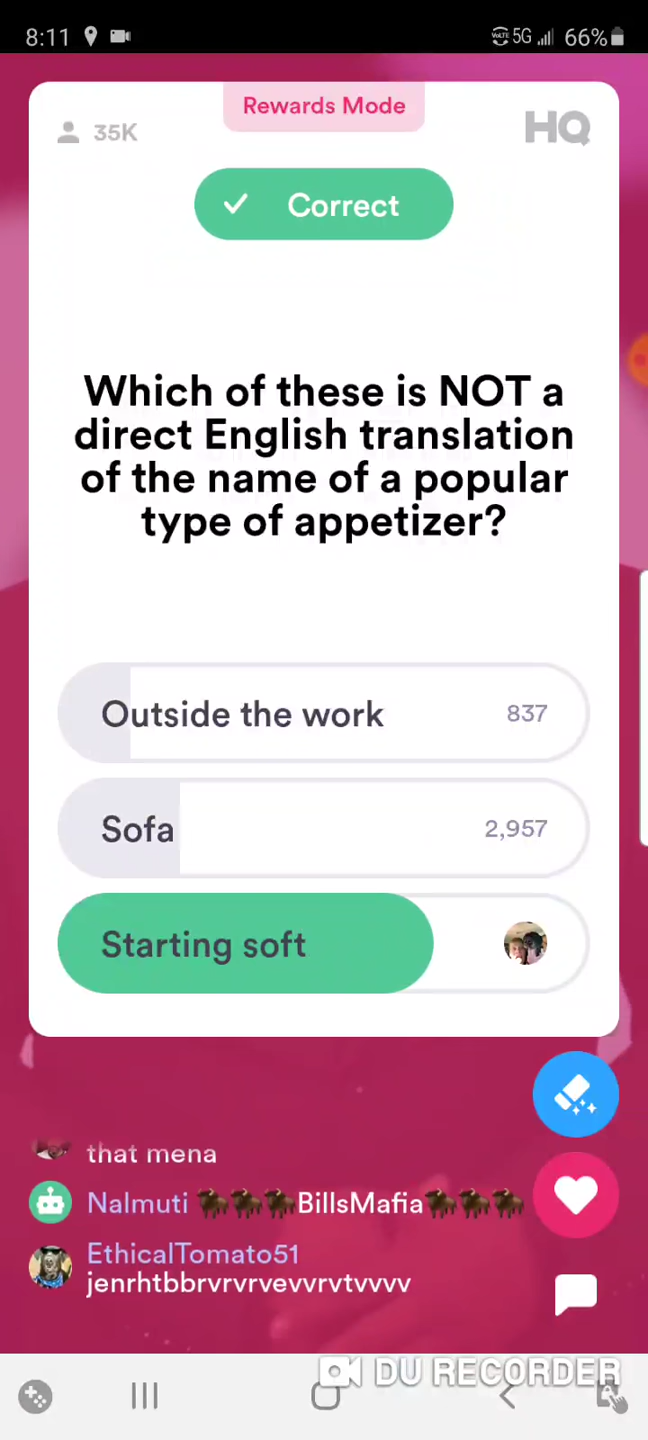 8:11
VoLTE 5G 66%
Rewards Mode
35K
HQ
Correct
Which of these is NOT a
direct English translation
of the name of a popular
type of appetizer?
Outside the work 837
Sofa 2,957
Starting soft
that mena
Nalmuti 🐃🐃🐃BillsMafia🐃🐃🐃
EthicalTomato51
jenrhtbbrvrvrvevvrvtvvvv
DU RECORDER